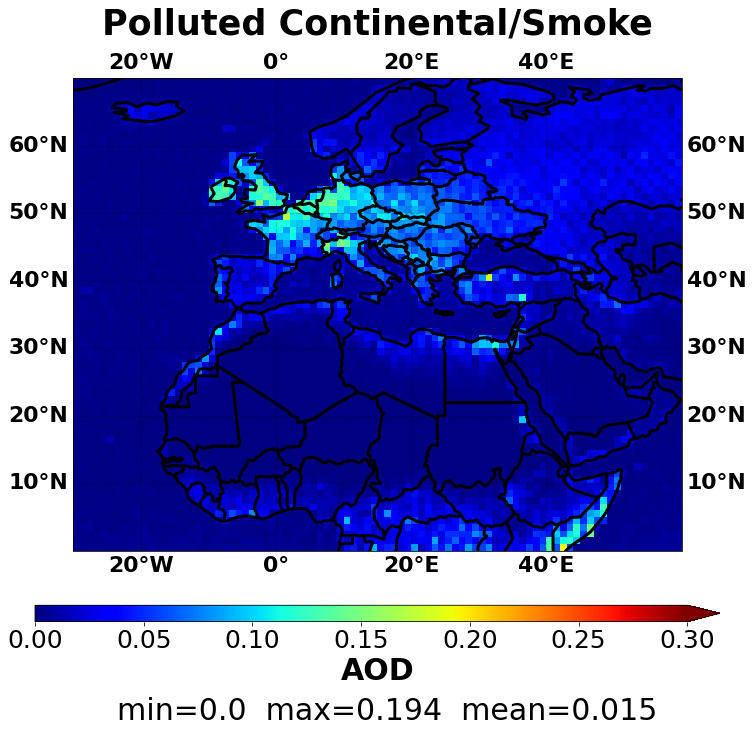 Polluted Continental/Smoke
20°W 0° 20°E 40°E
60°N 60°N
50°N 50°N
40°N 40°N
30°N 30°N
20°N 20°N
10°N 10°N
20°W 0° 20°E 40°E
0.00 0.05 0.10 0.15 0.20 0.25 0.30
AOD
min=0.0 max=0.194 mean=0.015